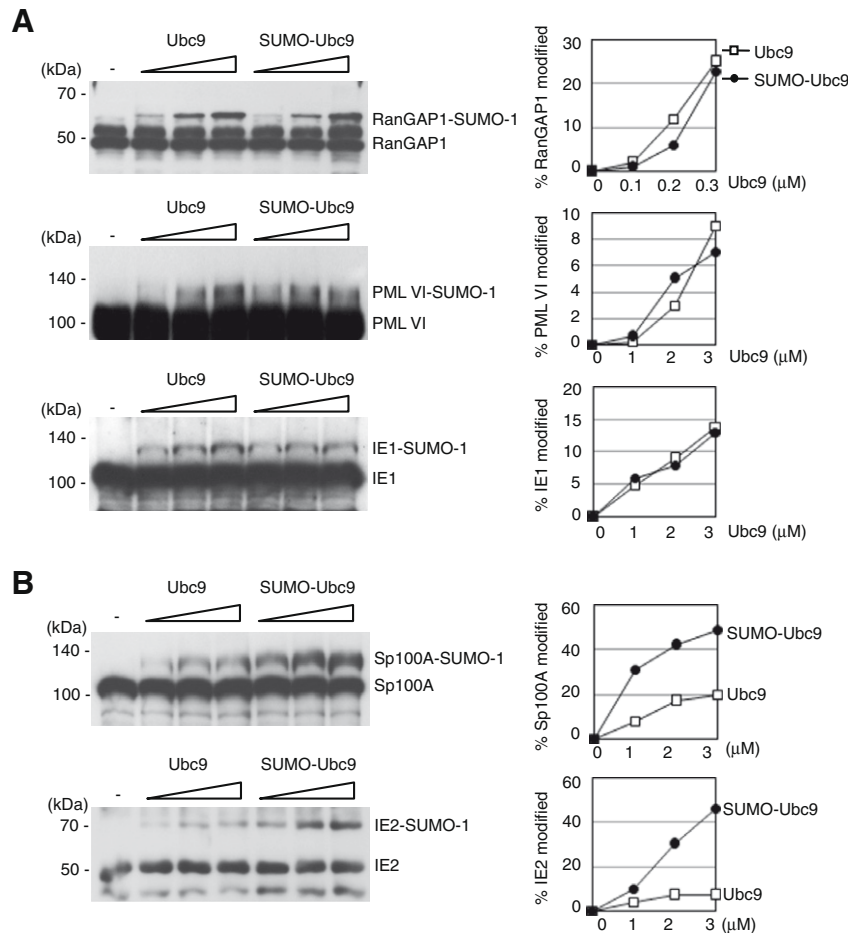 A
Ubc9 SUMO-Ubc9
(kDa) -
70 -
50 -
RanGAP1-SUMO-1
RanGAP1
% RanGAP1 modified
30
20
10
0
0 0.1 0.2 0.3 Ubc9 (μM)
Ubc9
SUMO-Ubc9
Ubc9 SUMO-Ubc9
(kDa) -
140 -
100 -
PML VI-SUMO-1
PML VI
% PML VI modified
10
8
6
4
2
0
0 1 2 3 Ubc9 (μM)
Ubc9 SUMO-Ubc9
(kDa) -
140 -
100 -
IE1-SUMO-1
IE1
% IE1 modified
20
15
10
5
0
0 1 2 3 Ubc9 (μM)
B
Ubc9 SUMO-Ubc9
(kDa) -
140 -
100 -
Sp100A-SUMO-1
Sp100A
% Sp100A modified
60
40
20
0
0 1 2 3 (μM)
SUMO-Ubc9
Ubc9
Ubc9 SUMO-Ubc9
(kDa) -
70 -
50 -
IE2-SUMO-1
IE2
% IE2 modified
60
40
20
0
0 1 2 3 (μM)
SUMO-Ubc9
Ubc9